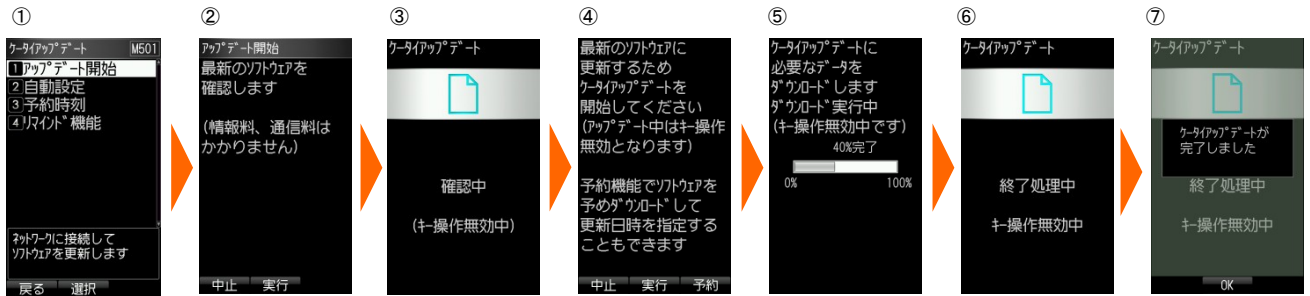 ①
ｹｰﾀｲｱｯﾌﾟﾃﾞｰﾄ M501
1 ｱｯﾌﾟﾃﾞｰﾄ開始
2 自動設定
3 予約時刻
4 ﾘﾏｲﾝﾄﾞ機能
ﾈｯﾄﾜｰｸに接続して
ｿﾌﾄｳｪｱを更新します
戻る 選択
②
ｱｯﾌﾟﾃﾞｰﾄ開始
最新のｿﾌﾄｳｪｱを
確認します
(情報料、通信料は
かかりません)
中止 実行
③
ｹｰﾀｲｱｯﾌﾟﾃﾞｰﾄ
確認中
(ｷｰ操作無効中)
④
最新のｿﾌﾄｳｪｱに
更新するため
ｹｰﾀｲｱｯﾌﾟﾃﾞｰﾄを
開始してください
(ｱｯﾌﾟﾃﾞｰﾄ中はｷｰ操作
無効となります)
予約機能でｿﾌﾄｳｪｱを
予めﾀﾞｳﾝﾛｰﾄﾞして
更新日時を指定する
こともできます
中止 実行 予約
⑤
ｹｰﾀｲｱｯﾌﾟﾃﾞｰﾄに
必要なﾃﾞｰﾀを
ﾀﾞｳﾝﾛｰﾄﾞします
ﾀﾞｳﾝﾛｰﾄﾞ実行中
(ｷｰ操作無効中です)
40%完了
0% 100%
⑥
ｹｰﾀｲｱｯﾌﾟﾃﾞｰﾄ
終了処理中
ｷｰ操作無効中
⑦
ｹｰﾀｲｱｯﾌﾟﾃﾞｰﾄ
ｹｰﾀｲｱｯﾌﾟﾃﾞｰﾄが
完了しました
終了処理中
ｷｰ操作無効中
OK